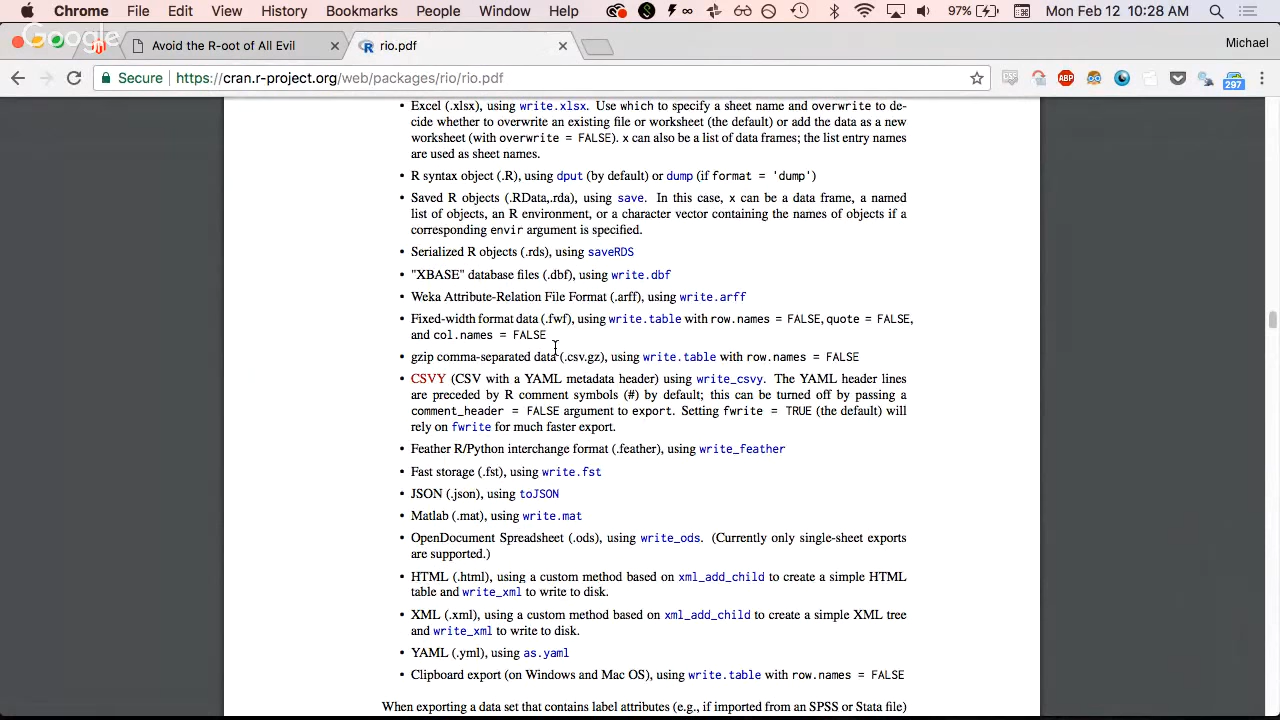 Chrome File Edit View History Bookmarks People Window Help 97% Mon Feb 12 10:28 AM
Google
Avoid the R-oot of All Evil × rio.pdf × Michael
Secure https://cran.r-project.org/web/packages/rio/rio.pdf ABP 297
• Excel (.xlsx), using write.xlsx. Use which to specify a sheet name and overwrite to de-
cide whether to overwrite an existing file or worksheet (the default) or add the data as a new
worksheet (with overwrite = FALSE). x can also be a list of data frames; the list entry names
are used as sheet names.
• R syntax object (.R), using dput (by default) or dump (if format = 'dump')
• Saved R objects (.RData,.rda), using save. In this case, x can be a data frame, a named
list of objects, an R environment, or a character vector containing the names of objects if a
corresponding envir argument is specified.
• Serialized R objects (.rds), using saveRDS
• "XBASE" database files (.dbf), using write.dbf
• Weka Attribute-Relation File Format (.arff), using write.arff
• Fixed-width format data (.fwf), using write.table with row.names = FALSE, quote = FALSE,
and col.names = FALSE
• gzip comma-separated data (.csv.gz), using write.table with row.names = FALSE
• CSVY (CSV with a YAML metadata header) using write_csvy. The YAML header lines
are preceded by R comment symbols (#) by default; this can be turned off by passing a
comment_header = FALSE argument to export. Setting fwrite = TRUE (the default) will
rely on fwrite for much faster export.
• Feather R/Python interchange format (.feather), using write_feather
• Fast storage (.fst), using write.fst
• JSON (.json), using toJSON
• Matlab (.mat), using write.mat
• OpenDocument Spreadsheet (.ods), using write_ods. (Currently only single-sheet exports
are supported.)
• HTML (.html), using a custom method based on xml_add_child to create a simple HTML
table and write_xml to write to disk.
• XML (.xml), using a custom method based on xml_add_child to create a simple XML tree
and write_xml to write to disk.
• YAML (.yml), using as.yaml
• Clipboard export (on Windows and Mac OS), using write.table with row.names = FALSE
When exporting a data set that contains label attributes (e.g., if imported from an SPSS or Stata file)